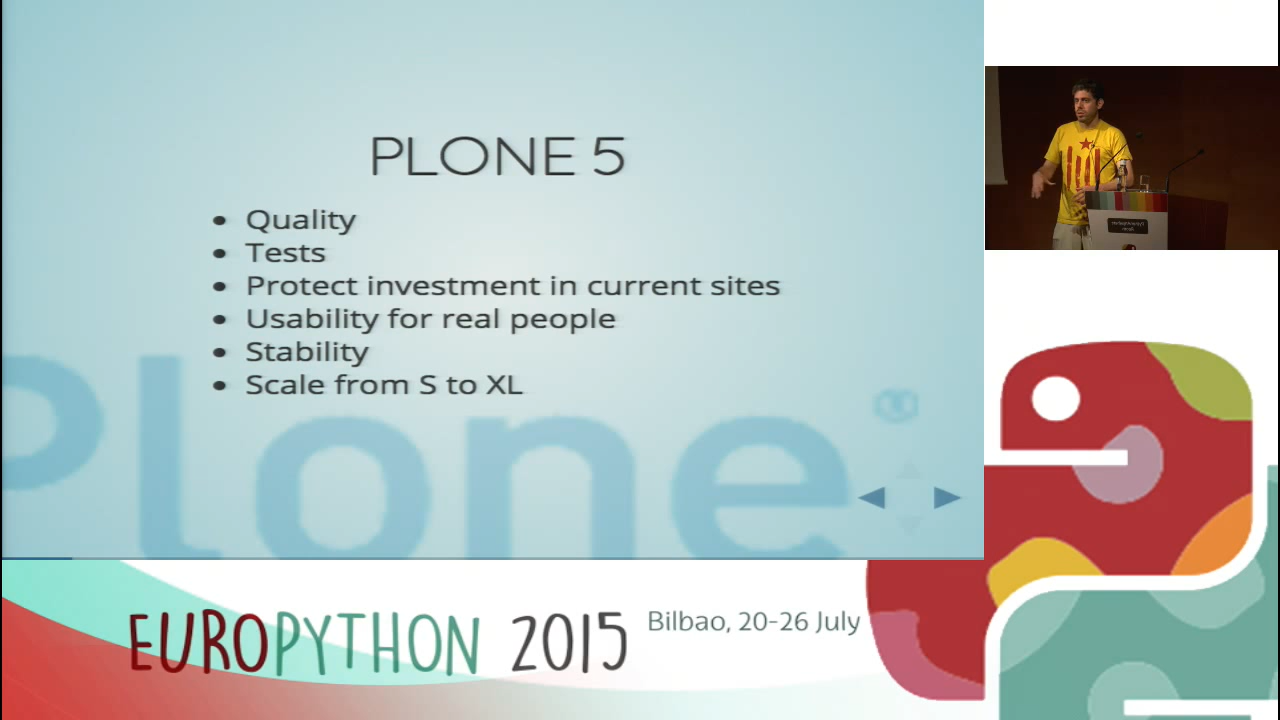 PLONE 5
• Quality
• Tests
• Protect investment in current sites
• Usability for real people
• Stability
• Scale from S to XL
Plone®
EUROPYTHON 2015
Bilbao, 20-26 July